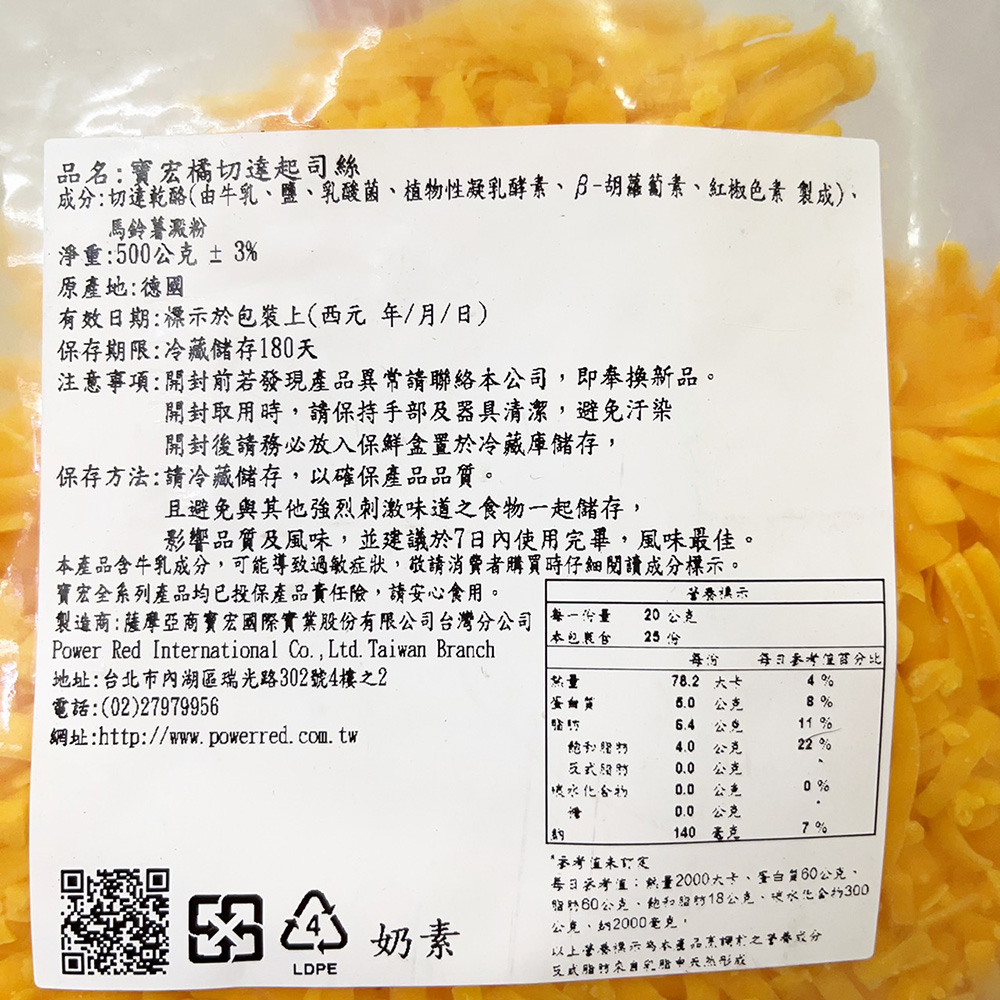 品名:寶宏橘切達起司絲
成分:切達乾酪(由牛乳、鹽、乳酸菌、植物性凝乳酵素、β-胡蘿蔔素、紅椒色素 製成)、
馬鈴薯澱粉
淨重:500公克 ± 3%
原產地:德國
有效日期:標示於包裝上(西元 年/月/日)
保存期限:冷藏儲存180天
注意事項:開封前若發現產品異常請聯絡本公司，即奉換新品。
開封取用時，請保持手部及器具清潔，避免汙染
開封後請務必放入保鮮盒置於冷藏庫儲存，
保存方法:請冷藏儲存，以確保產品品質。
且避免與其他強烈刺激味道之食物一起儲存，
影響品質及風味，並建議於7日內使用完畢，風味最佳。
本產品含牛乳成分，可能導致過敏症狀，敬請消費者購買時仔細閱讀成分標示。
寶宏全系列產品均已投保產品責任險，請安心食用。
製造商:薩摩亞商寶宏國際實業股份有限公司台灣分公司
Power Red International Co.,Ltd. Taiwan Branch
地址:台北市內湖區瑞光路302號4樓之2
電話:(02)27979956
網址:http://www.powerred.com.tw
營養標示
每一份量 20 公克
本包裝含 25 份
每份 每日參考值百分比
熱量 78.2 大卡 4 %
蛋白質 5.0 公克 8 %
脂肪 6.4 公克 11 %
飽和脂肪 4.0 公克 22 %
反式脂肪 0.0 公克 *
碳水化合物 0.0 公克 0 %
糖 0.0 公克 *
鈉 140 毫克 7 %
*參考值未訂定
每日參考值：熱量2000大卡、蛋白質60公克、
脂肪60公克、飽和脂肪18公克、碳水化合物300
公克、鈉2000毫克。
以上營養標示為本產品烹調前之營養成分
反式脂肪來自乳脂中天然形成
4
LDPE
奶素